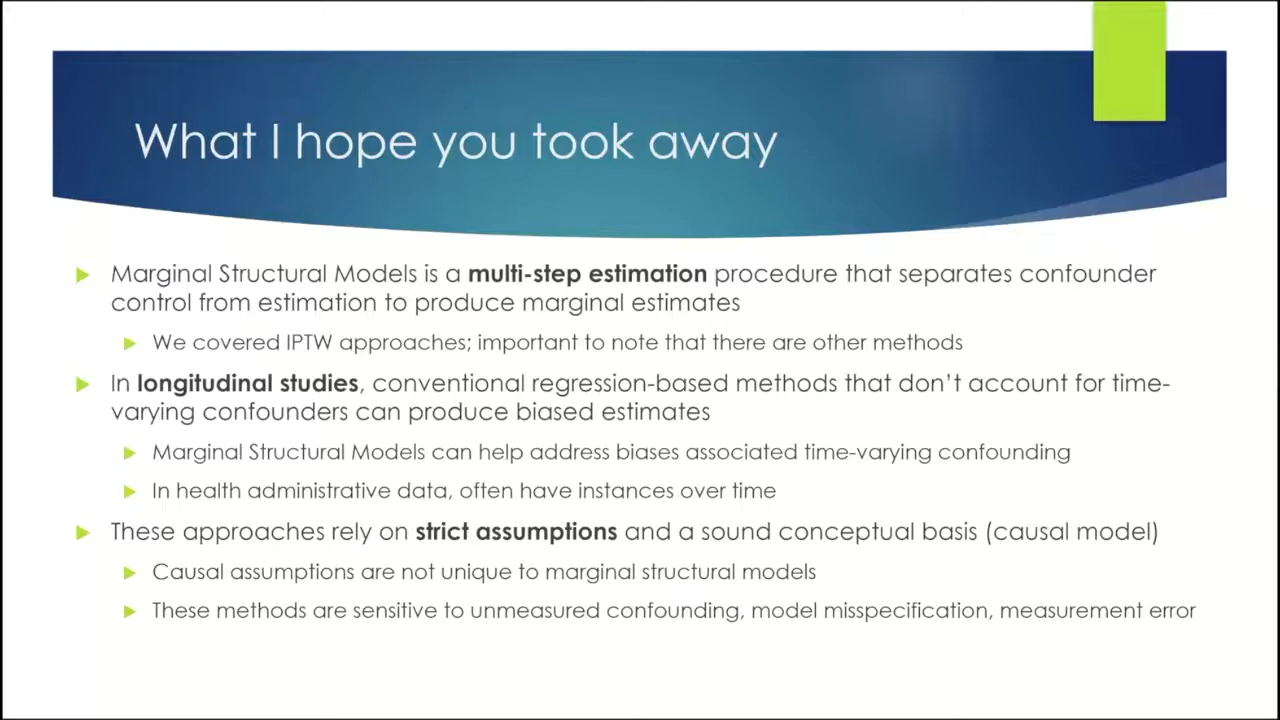 What I hope you took away
Marginal Structural Models is a multi-step estimation procedure that separates confounder
control from estimation to produce marginal estimates
We covered IPTW approaches; important to note that there are other methods
In longitudinal studies, conventional regression-based methods that don't account for time-
varying confounders can produce biased estimates
Marginal Structural Models can help address biases associated time-varying confounding
In health administrative data, often have instances over time
These approaches rely on strict assumptions and a sound conceptual basis (causal model)
Causal assumptions are not unique to marginal structural models
These methods are sensitive to unmeasured confounding, model misspecification, measurement error